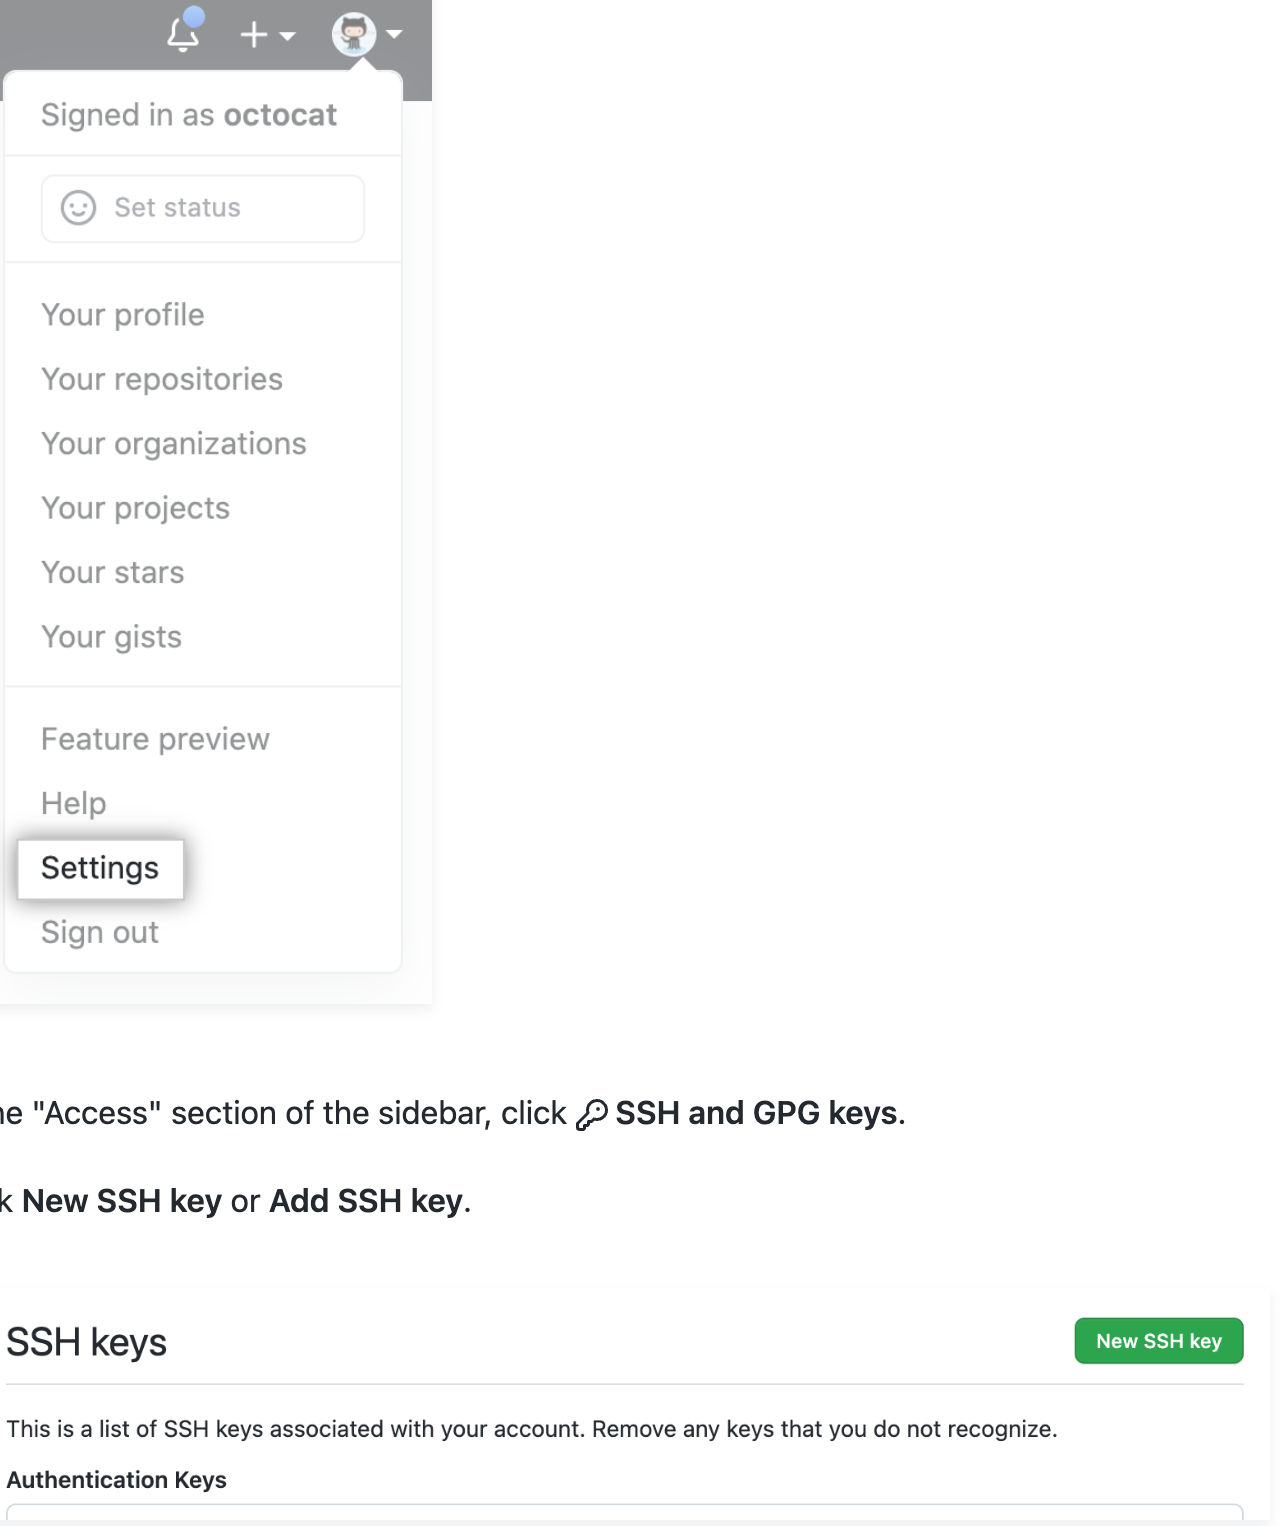 Signed in as octocat
Set status
Your profile
Your repositories
Your organizations
Your projects
Your stars
Your gists
Feature preview
Help
Settings
Sign out
"Access" section of the sidebar, click SSH and GPG keys.
New SSH key or Add SSH key.
SSH keys
New SSH key
This is a list of SSH keys associated with your account. Remove any keys that you do not recognize.
Authentication Keys